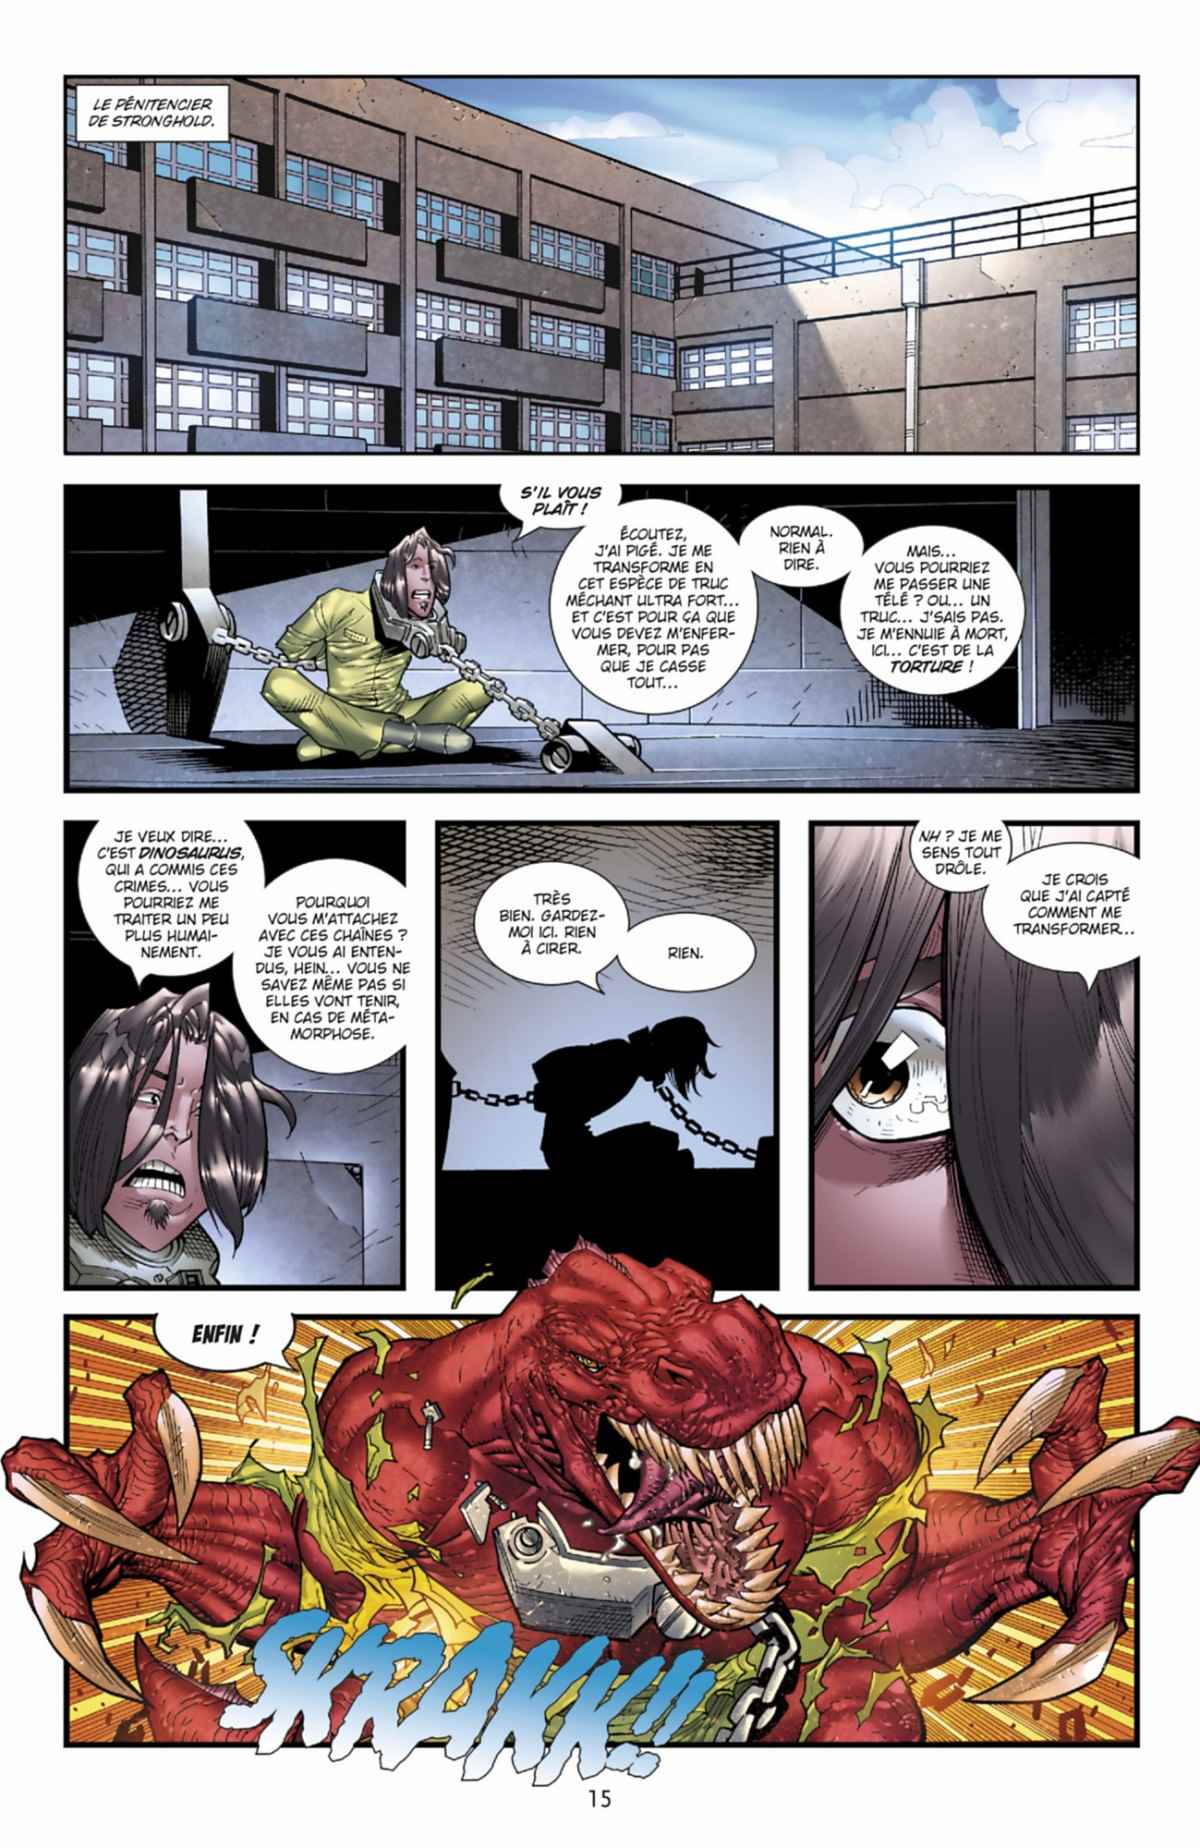 LE PÉNITENCIER
DE STRONGHOLD.
S'IL VOUS
PLAÎT !
ÉCOUTEZ,
J'AI PIGÉ. JE ME
TRANSFORME EN
CET ESPÈCE DE TRUC
MÉCHANT ULTRA FORT...
ET C'EST POUR ÇA QUE
VOUS DEVEZ M'ENFER-
MER, POUR PAS
QUE JE CASSE
TOUT...
NORMAL.
RIEN À
DIRE.
MAIS...
VOUS POURRIEZ
ME PASSER UNE
TÉLÉ ? OU... UN
TRUC... J'SAIS PAS.
JE M'ENNUIE À MORT,
ICI... C'EST DE LA
TORTURE !
JE VEUX DIRE...
C'EST DINOSAURUS,
QUI A COMMIS CES
CRIMES... VOUS
POURRIEZ ME
TRAITER UN PEU
PLUS HUMAI-
NEMENT.
POURQUOI
VOUS M'ATTACHEZ
AVEC CES CHAÎNES ?
JE VOUS AI ENTEN-
DUS, HEIN... VOUS NE
SAVEZ MÊME PAS SI
ELLES VONT TENIR,
EN CAS DE MÉTA-
MORPHOSE.
TRÈS
BIEN. GARDEZ-
MOI ICI. RIEN
À CIRER.
RIEN.
NH ? JE ME
SENS TOUT
DRÔLE.
JE CROIS
QUE J'AI CAPTÉ
COMMENT ME
TRANSFORMER...
ENFIN !
SKRAKK!!
15